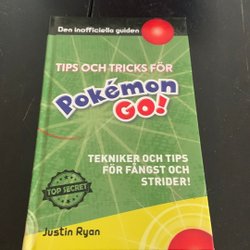 Den inofficiella guiden
TIPS OCH TRICKS FÖR
Pokémon
GO!
TEKNIKER OCH TIPS
FÖR FÅNGST OCH
STRIDER!
TOP SECRET
Justin Ryan